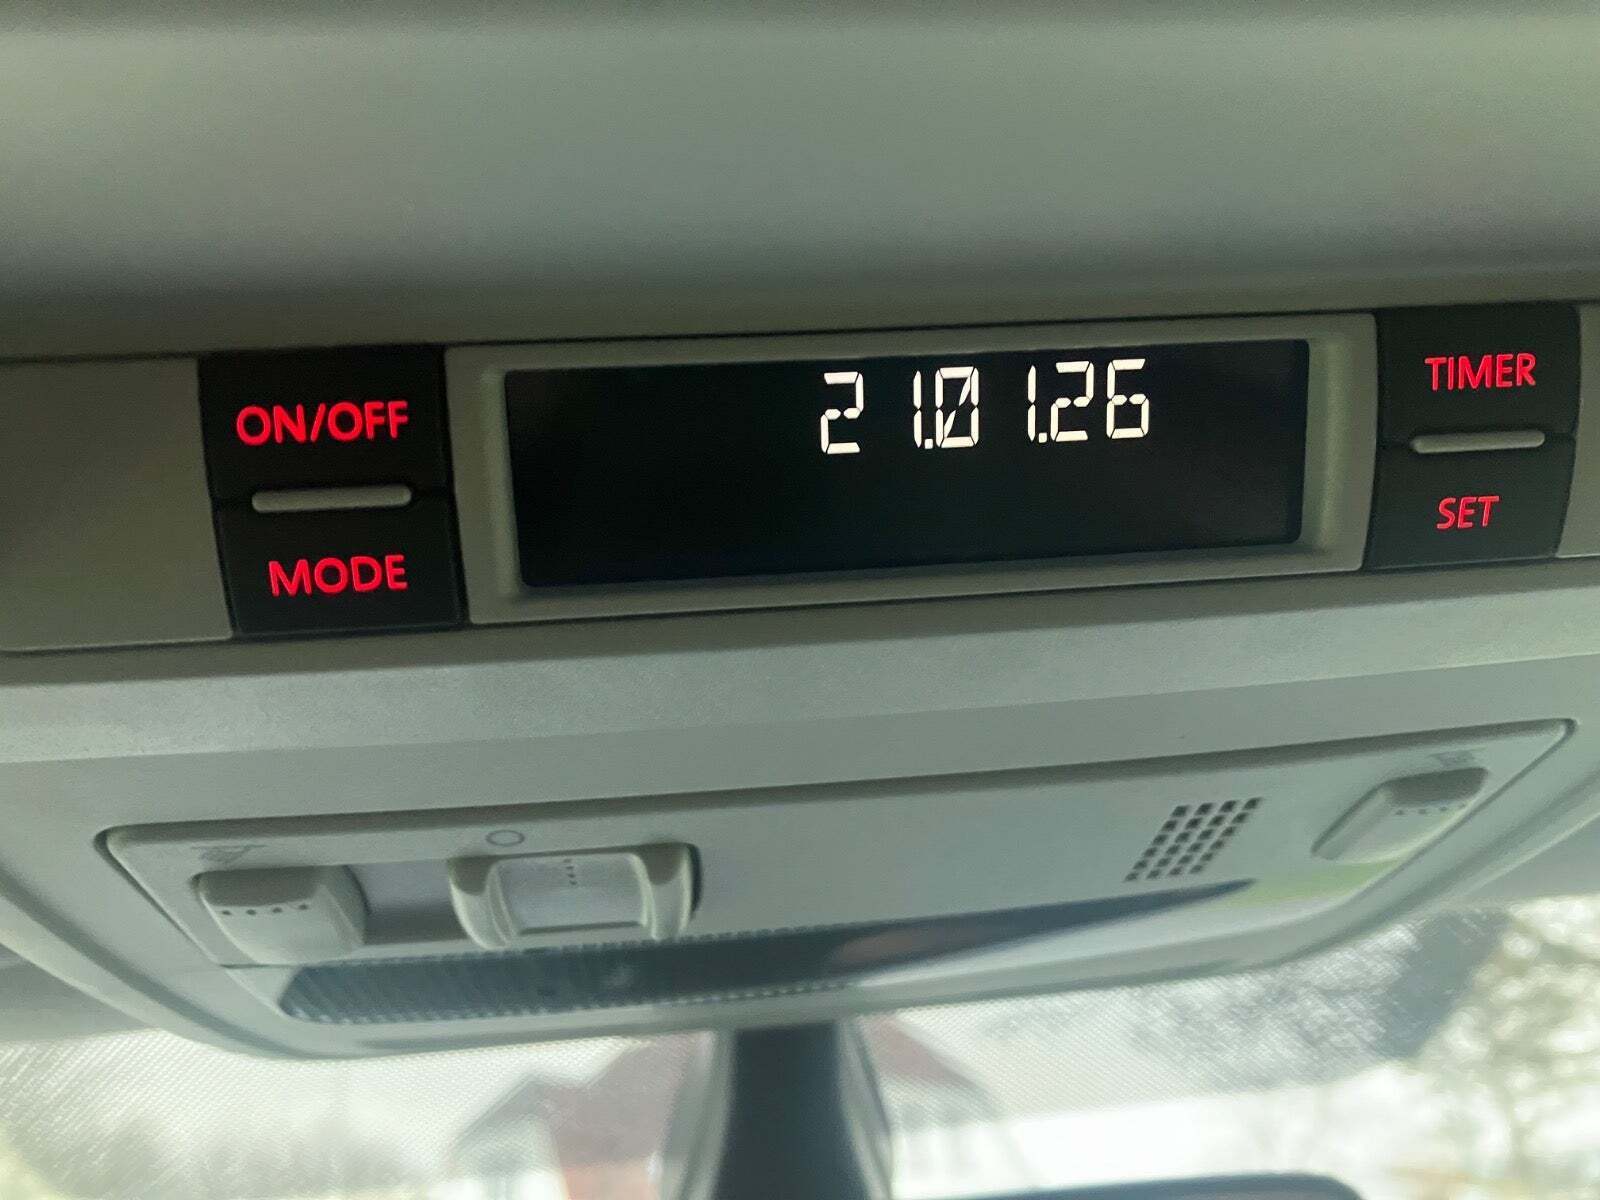 ON/OFF
MODE
21.01.26
TIMER
SET